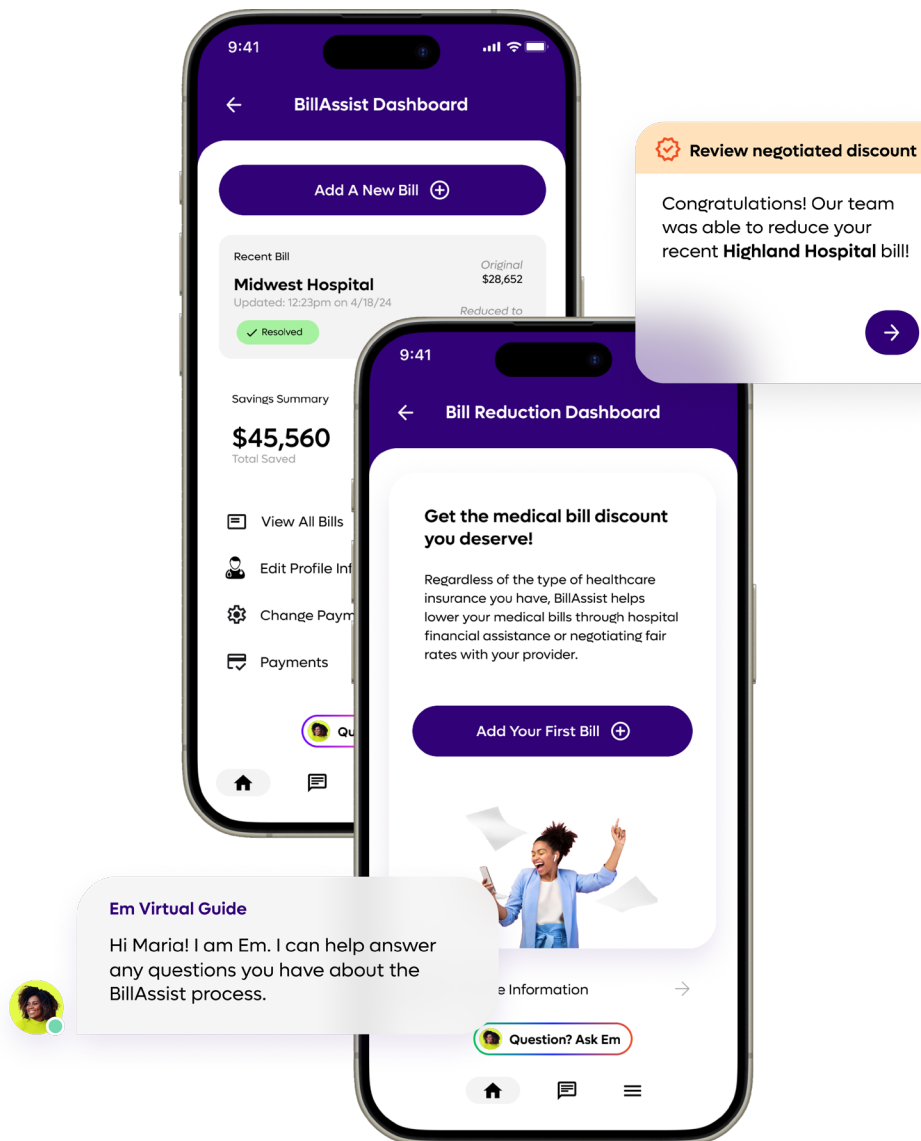 9:41
BillAssist Dashboard
Add A New Bill
Recent Bill
Midwest Hospital
Updated: 12:23pm on 4/18/24
Resolved
Original
$28,652
Reduced to
Savings Summary
$45,560
Total Saved
View All Bills
Edit Profile
Change
Payments
Review negotiated discount
Congratulations! Our team
was able to reduce your
recent Highland Hospital bill!
9:41
Bill Reduction Dashboard
Get the medical bill discount
you deserve!
Regardless of the type of healthcare
insurance you have, BillAssist helps
lower your medical bills through hospital
financial assistance or negotiating fair
rates with your provider.
Add Your First Bill
Em Virtual Guide
Hi Maria! I am Em. I can help answer
any questions you have about the
BillAssist process.
Information
Question? Ask Em